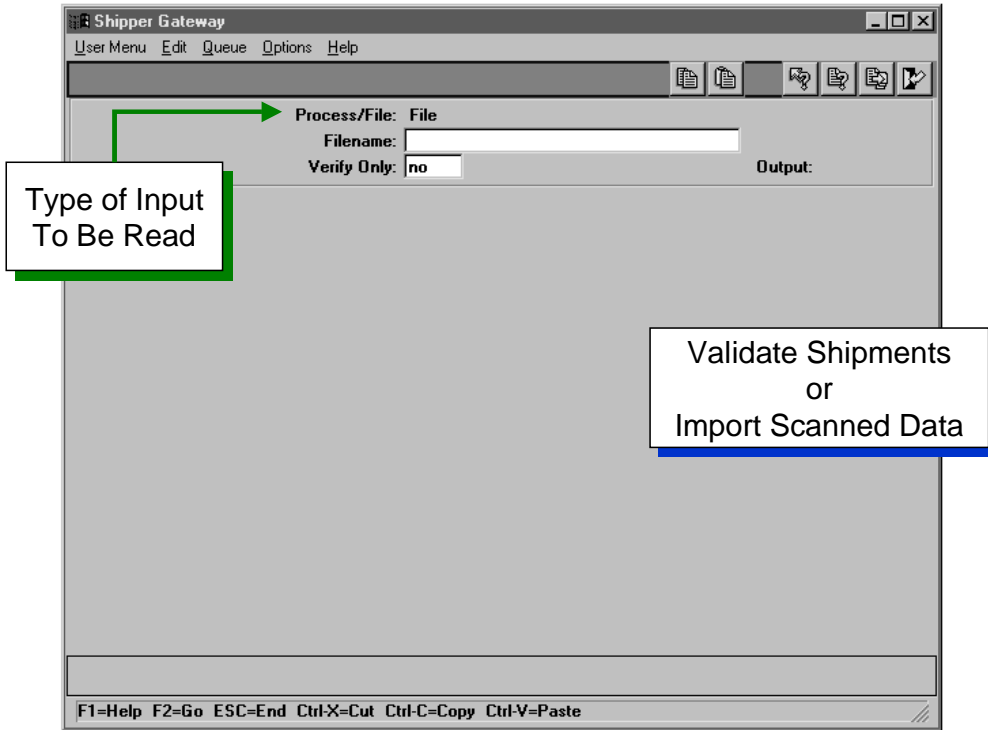 Shipper Gateway
User Menu Edit Queue Options Help
Process/File: File
Filename:
Verify Only: no Output:
Type of Input
To Be Read
Validate Shipments
or
Import Scanned Data
F1=Help F2=Go ESC=End Ctrl-X=Cut Ctrl-C=Copy Ctrl-V=Paste